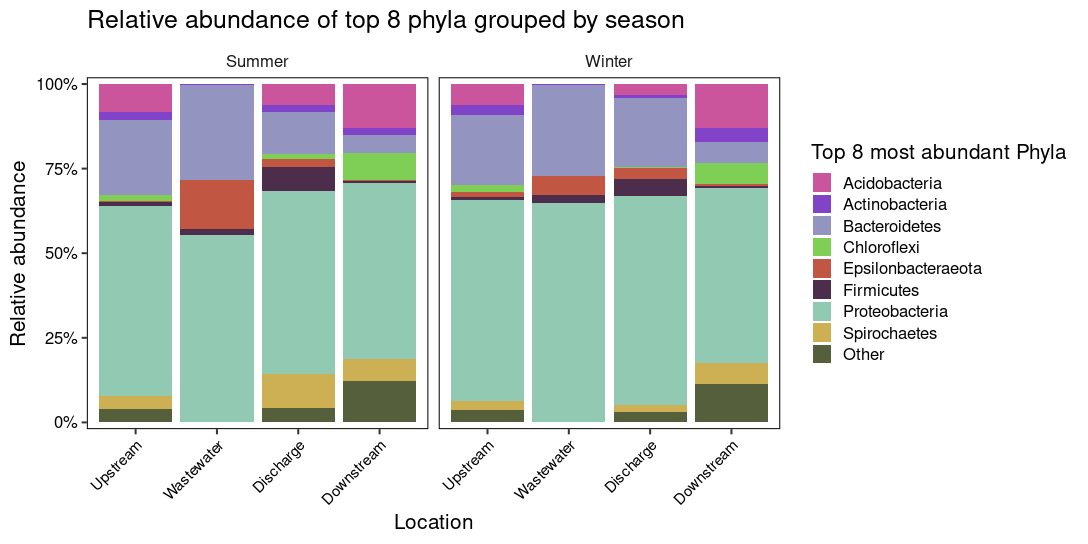 Relative abundance of top 8 phyla grouped by season
Summer
Winter
Relative abundance
100%
75%
50%
25%
0%
Upstream
Wastewater
Discharge
Downstream
Upstream
Wastewater
Discharge
Downstream
Location
Top 8 most abundant Phyla
Acidobacteria
Actinobacteria
Bacteroidetes
Chloroflexi
Epsilonbacteraeota
Firmicutes
Proteobacteria
Spirochaetes
Other